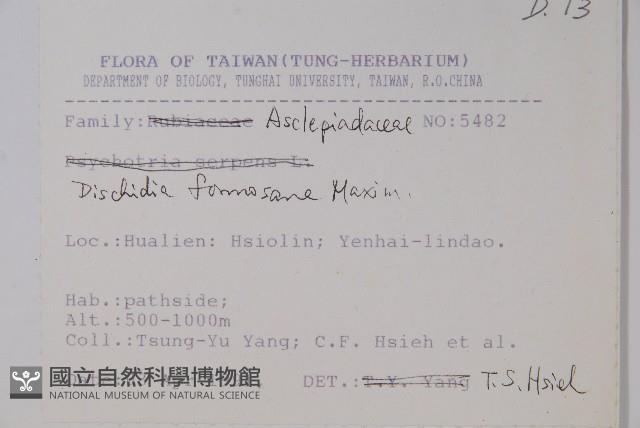 D. 13
FLORA OF TAIWAN(TUNG-HERBARIUM)
DEPARTMENT OF BIOLOGY, TUNGHAI UNIVERSITY, TAIWAN, R.O.CHINA
Family:Rubiaceae Asclepiadaceae NO:5482
Psychotria serpens L.
Dischidia formosana Maxim.
Loc.:Hualien: Hsiolin; Yenhai-lindao.
Hab.:pathside;
Alt.:500-1000m
Coll.:Tsung-Yu Yang; C.F. Hsieh et al.
DET.:T.Y. Yang T.S. Hsieh
國立自然科學博物館
NATIONAL MUSEUM OF NATURAL SCIENCE